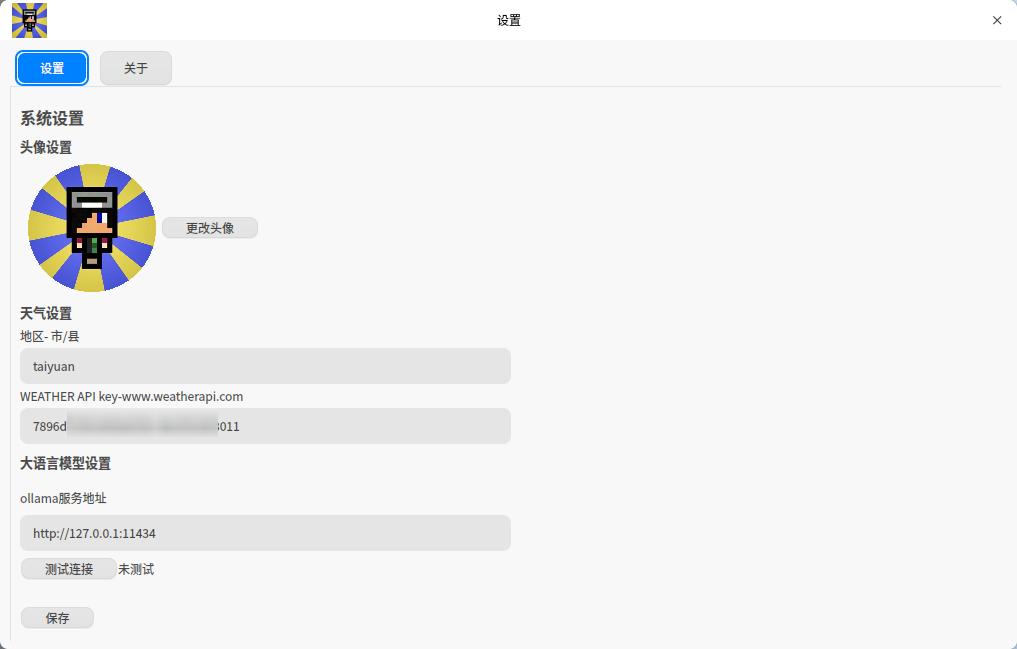 设置
设置 关于
系统设置
头像设置
更改头像
天气设置
地区- 市/县
taiyuan
WEATHER API key-www.weatherapi.com
7896d 011
大语言模型设置
ollama服务地址
http://127.0.0.1:11434
测试连接 未测试
保存